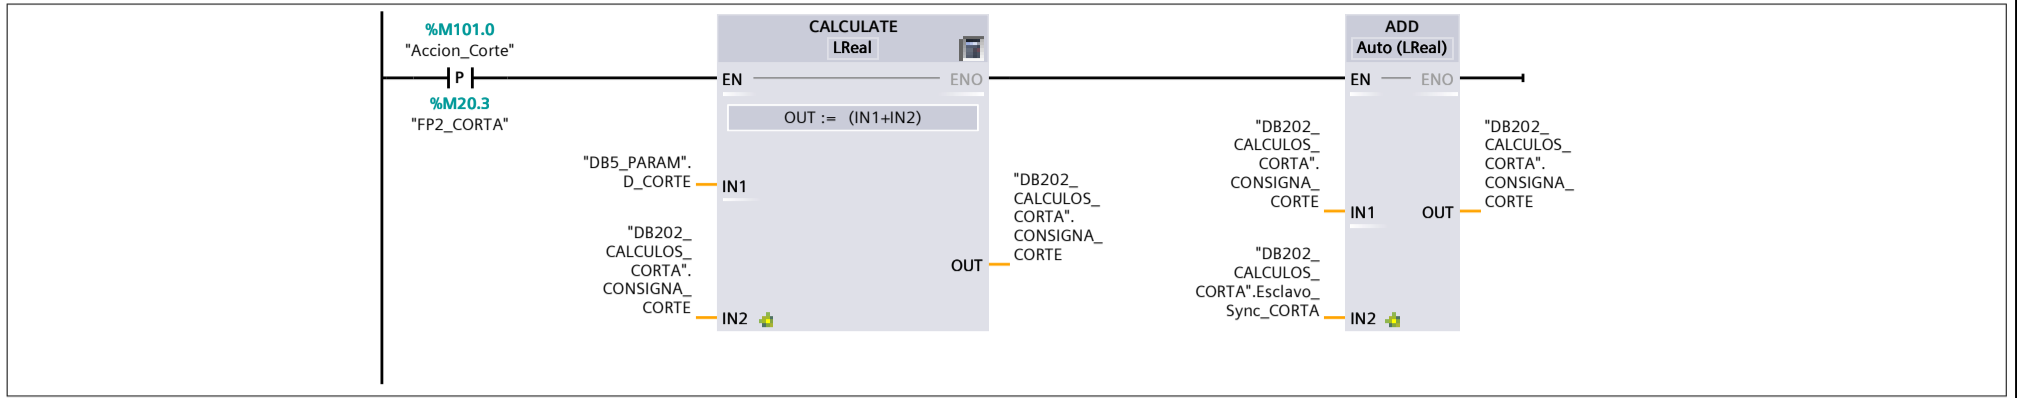 %M101.0
"Accion_Corte"
P
%M20.3
"FP2_CORTA"
CALCULATE
LReal
EN
ENO
OUT := (IN1+IN2)
"DB5_PARAM".
D_CORTE
IN1
"DB202_
CALCULOS_
CORTA".
CONSIGNA_
CORTE
IN2
OUT
"DB202_
CALCULOS_
CORTA".
CONSIGNA_
CORTE
ADD
Auto (LReal)
EN
ENO
"DB202_
CALCULOS_
CORTA".
CONSIGNA_
CORTE
IN1
"DB202_
CALCULOS_
CORTA".Esclavo_
Sync_CORTA
IN2
OUT
"DB202_
CALCULOS_
CORTA".
CONSIGNA_
CORTE